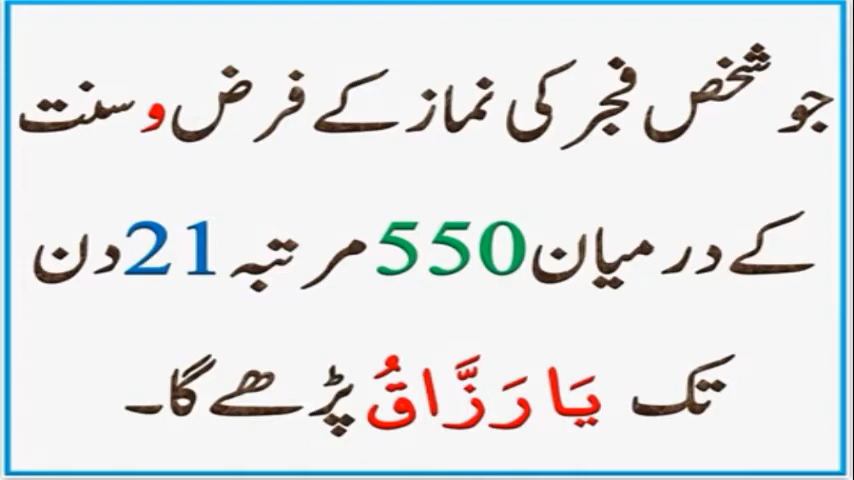 جو شخص فجر کی نماز کے فرض و سنت
کے درمیان 550 مرتبہ 21 دن
تک یَا رَزَّاقُ پڑھے گا۔